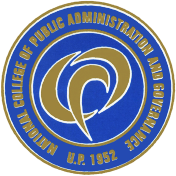 NATIONAL COLLEGE OF PUBLIC ADMINISTRATION AND GOVERNANCE
U.P. 1952